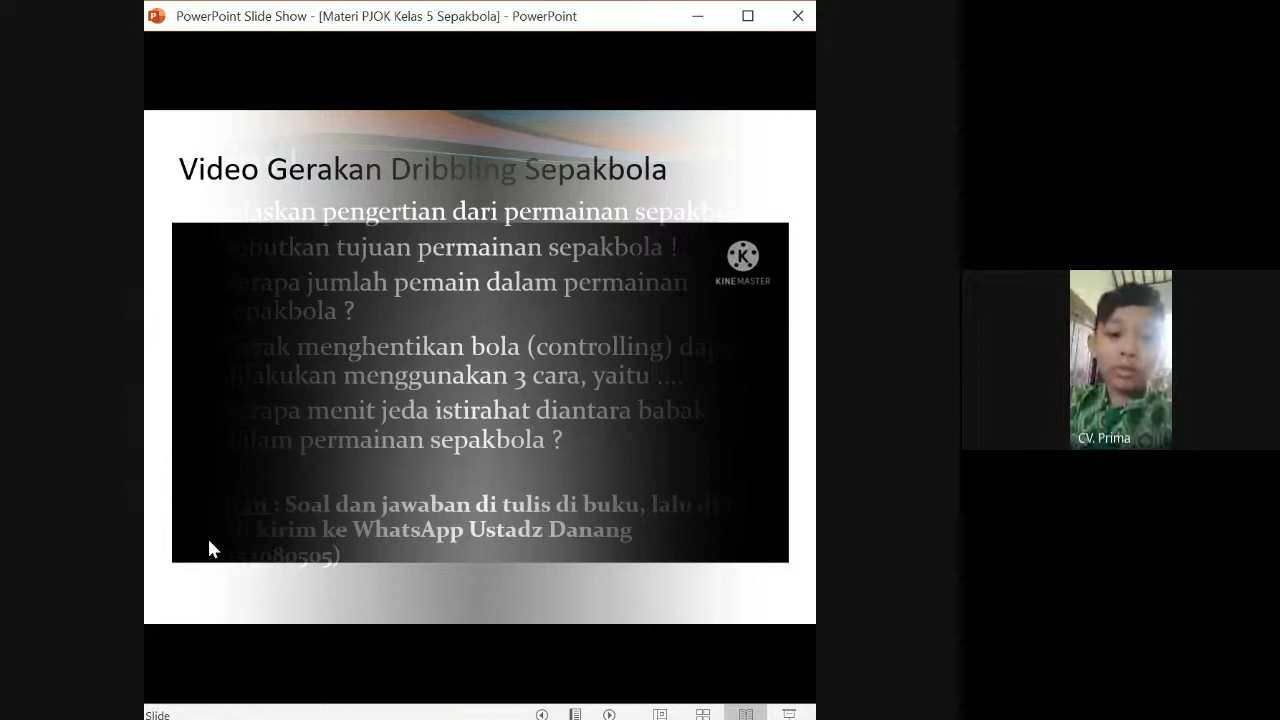 PowerPoint Slide Show - [Materi PJOK Kelas 5 Sepakbola] - PowerPoint
Video Gerakan Dribbling Sepakbola
pengertian dari permainan
tujuan permainan sepakbola !
jumlah pemain dalam permainan
?
menghentikan bola (controlling)
menggunakan 3 cara, yaitu ....
menit jeda istirahat diantara babak
permainan sepakbola ?
: Soal dan jawaban di tulis di buku, lalu
kirim ke WhatsApp Ustadz Danang
KINEMASTER
CV. Prima
Slide